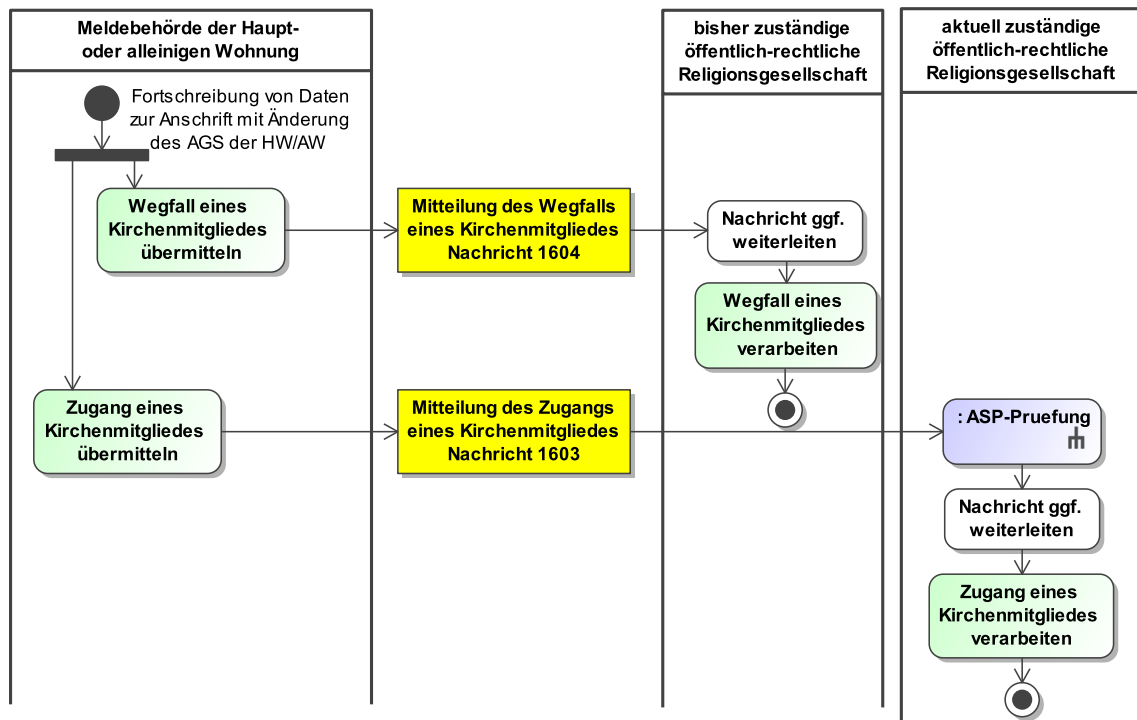 Meldebehörde der Haupt-
oder alleinigen Wohnung
bisher zuständige
öffentlich-rechtliche
Religionsgesellschaft
aktuell zuständige
öffentlich-rechtliche
Religionsgesellschaft
Fortschreibung von Daten
zur Anschrift mit Änderung
des AGS der HW/AW
Wegfall eines
Kirchenmitgliedes
übermitteln
Mitteilung des Wegfalls
eines Kirchenmitgliedes
Nachricht 1604
Nachricht ggf.
weiterleiten
Wegfall eines
Kirchenmitgliedes
verarbeiten
Zugang eines
Kirchenmitgliedes
übermitteln
Mitteilung des Zugangs
eines Kirchenmitgliedes
Nachricht 1603
: ASP-Pruefung
Nachricht ggf.
weiterleiten
Zugang eines
Kirchenmitgliedes
verarbeiten